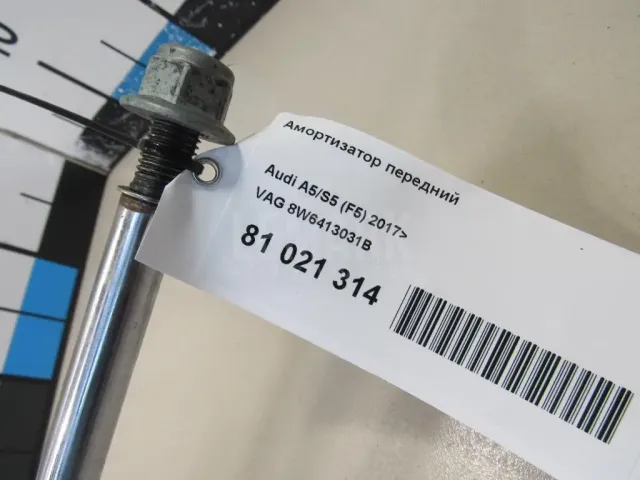 Амортизатор передний
Audi A5/S5 (F5) 2017>
VAG 8W6413031B
81 021 314